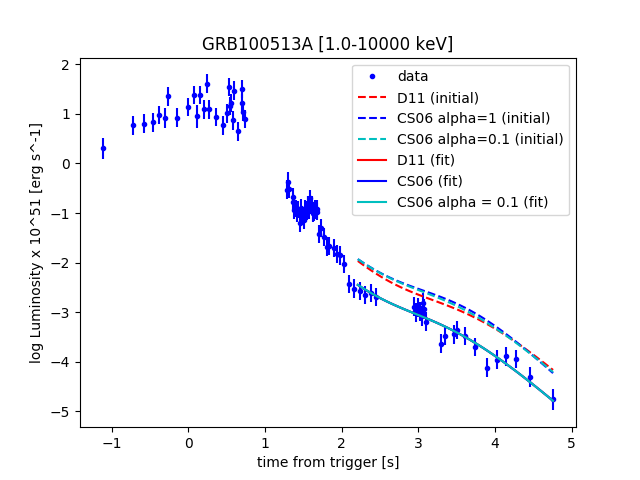 GRB100513A [1.0-10000 keV]
data
D11 (initial)
CS06 alpha=1 (initial)
CS06 alpha=0.1 (initial)
D11 (fit)
CS06 (fit)
CS06 alpha = 0.1 (fit)
log Luminosity x 10^51 [erg s^-1]
2
1
0
−1
−2
−3
−4
−5
−1 0 1 2 3 4 5
time from trigger [s]